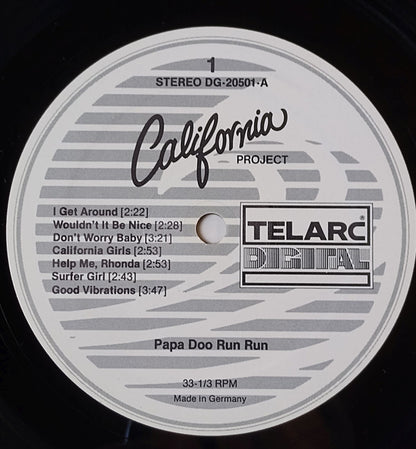 1
STEREO DG-20501-A
California
PROJECT
I Get Around [2:22]
Wouldn't It Be Nice [2:28]
Don't Worry Baby [3:21]
California Girls [2:53]
Help Me, Rhonda [2:53]
Surfer Girl [2:43]
Good Vibrations [3:47]
TELARC®
DIGITAL
Papa Doo Run Run
33-1/3 RPM
Made in Germany